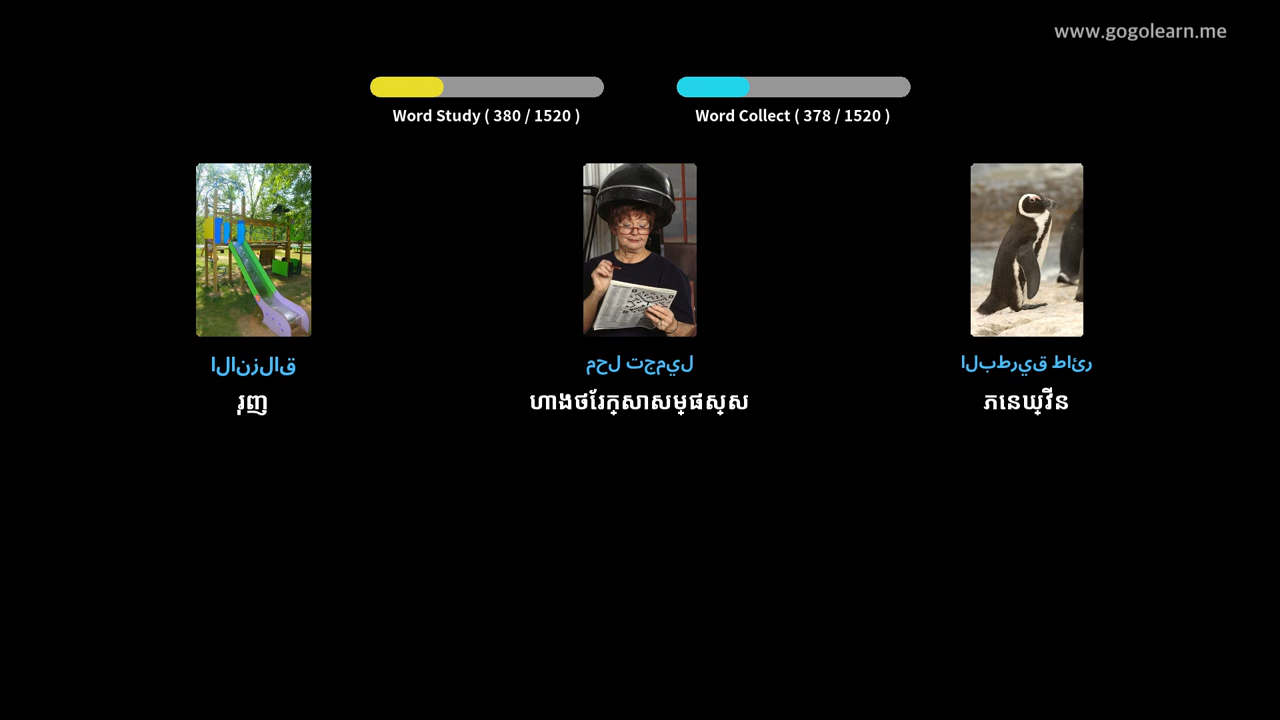 www.gogolearn.me
Word Study ( 380 / 1520 )
Word Collect ( 378 / 1520 )
الانزلاق
រុញ
محل تجميل
ហាងថែរក្សាសម្ផស្ស
البطريق طائر
ភេនឃ្វីន